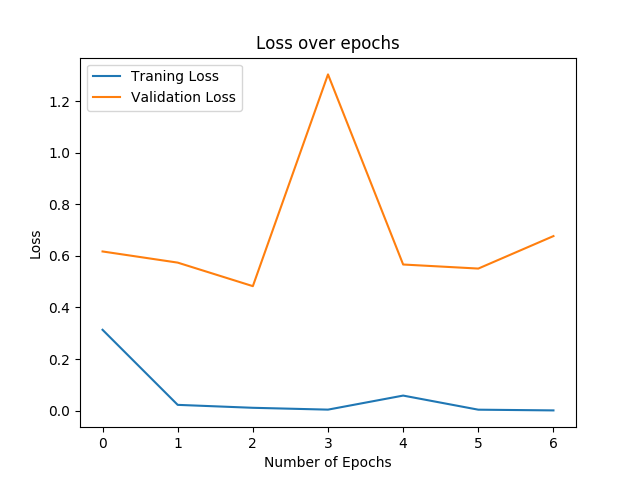 Loss over epochs
Traning Loss
Validation Loss
1.2
1.0
0.8
0.6
0.4
0.2
0.0
Loss
0 1 2 3 4 5 6
Number of Epochs